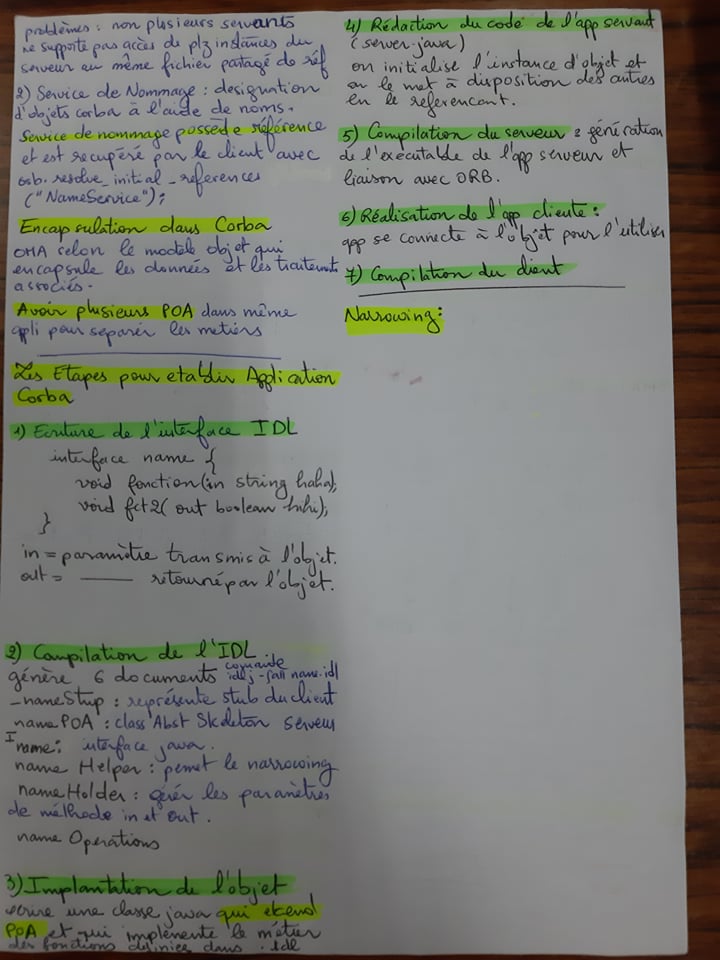 problèmes : non plusieurs servants
ne supporte pas accès de plz instances du
serveur au même fichier partagé de réf
2) Service de Nommage : designation
d'objets corba à l'aide de noms.
Service de nommage possède référence
et est recupéré par le client avec
orb. resolve_initial_references
("NameService");
Encapsulation dans Corba
OMA selon le modele objet qui
encapsule les données et les traitements
associés.
Avoir plusieurs POA dans même
appli pour separer les metiers
Les Etapes pour etablir Application
Corba
1) Ecriture de l'interface IDL
interface name {
void fonction(in string haha);
void fct2( out boolean hihi);
}
in = paramètre transmis à l'objet.
out = —— retourné par l'objet.
2) Compilation de l'IDL
génère 6 documents commande idlj -fall name.idl
_nameStup : représente stub du client
namePOA : class Abst Skeleton serveur
name : interface java.
name Helper : pemet le narrowing
nameHolder : gérér les paramètres
de méthode in et out.
name Operations
3) Implantation de l'objet
ecrire une classe java qui etend
POA et qui implènente le métier
des fonctions définies dans .idl
4) Rédaction du code de l'app servant
(server.java)
on initialise l'instance d'objet et
on le met à disposition des autres
en le referencant.
5) Compilation du serveur : génération
de l'executable de l'app serveur et
liaison avec ORB.
6) Réalisation de l'app cliente :
app se connecte à l'objet pour l'utiliser
7) Compilation du client
Narrowing :